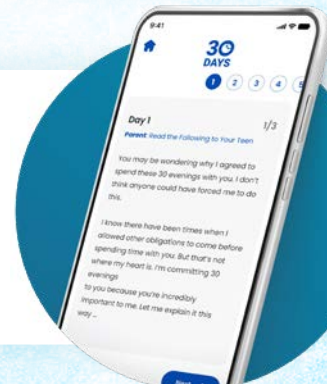 9:41
30
DAYS
1 2 3 4
Day 1
1/3
Parent: Read the Following to Your Teen
You may be wondering why I agreed to
spend these 30 evenings with you. I don't
think anyone could have forced me to do
this.
I know there have been times when I
allowed other obligations to come before
spending time with you. But that's not
where my heart is. I'm committing 30
evenings
to you because you're incredibly
important to me. Let me explain it this
way ...